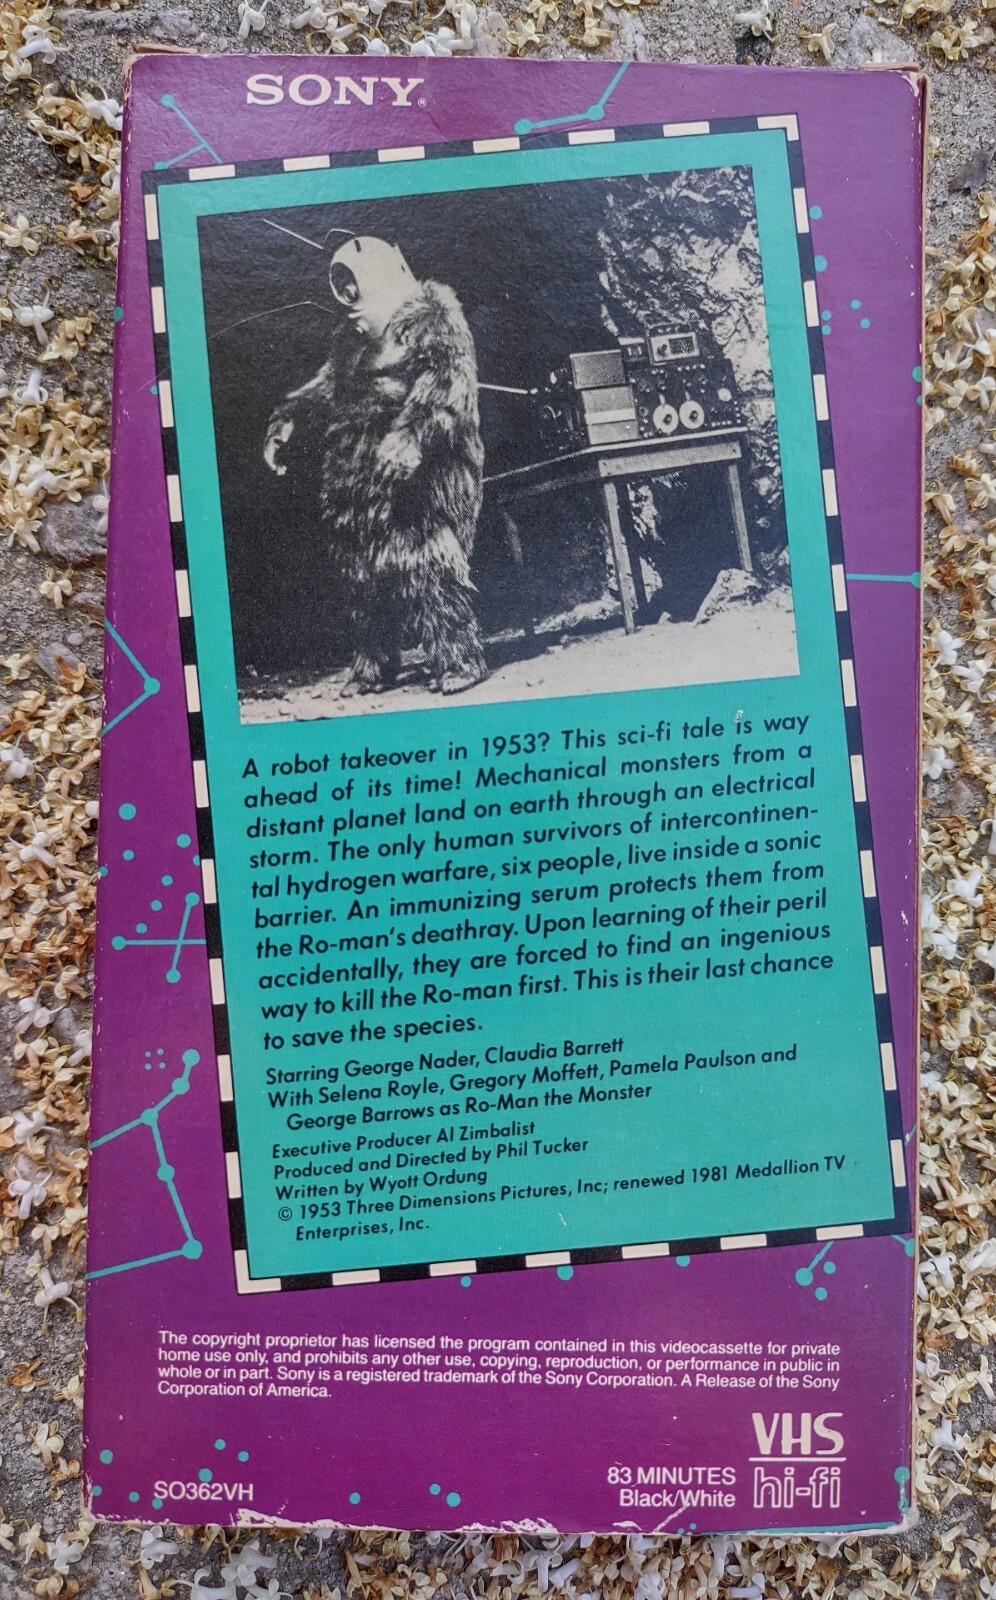 SONY®
A robot takeover in 1953? This sci-fi tale is way
ahead of its time! Mechanical monsters from a
distant planet land on earth through an electrical
storm. The only human survivors of intercontinen-
tal hydrogen warfare, six people, live inside a sonic
barrier. An immunizing serum protects them from
the Ro-man's deathray. Upon learning of their peril
accidentally, they are forced to find an ingenious
way to kill the Ro-man first. This is their last chance
to save the species.
Starring George Nader, Claudia Barrett
With Selena Royle, Gregory Moffett, Pamela Paulson and
George Barrows as Ro-Man the Monster
Executive Producer Al Zimbalist
Produced and Directed by Phil Tucker
Written by Wyott Ordung
© 1953 Three Dimensions Pictures, Inc; renewed 1981 Medallion TV
Enterprises, Inc.
The copyright proprietor has licensed the program contained in this videocassette for private
home use only, and prohibits any other use, copying, reproduction, or performance in public in
whole or in part. Sony is a registered trademark of the Sony Corporation. A Release of the Sony
Corporation of America.
SO362VH
83 MINUTES
Black/White
VHS
hi-fi